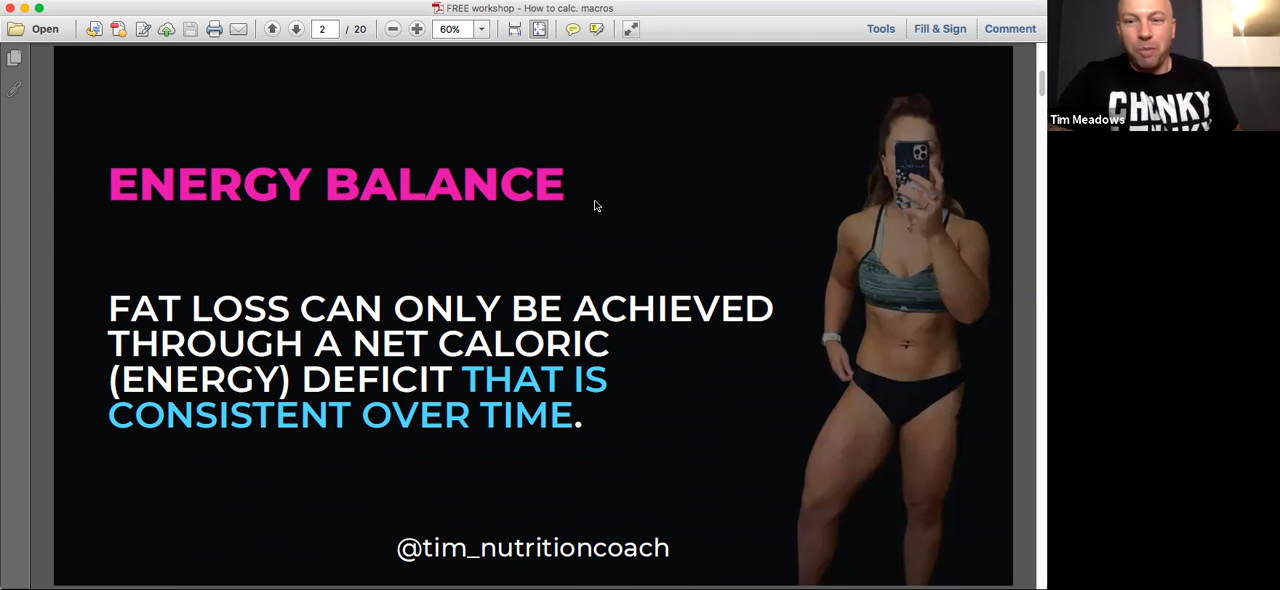 FREE workshop - How to calc. macros
Open
2 / 20
60%
Tools
Fill & Sign
Comment
ENERGY BALANCE
FAT LOSS CAN ONLY BE ACHIEVED
THROUGH A NET CALORIC
(ENERGY) DEFICIT THAT IS
CONSISTENT OVER TIME.
@tim_nutritioncoach
CHONKY
Tim Meadows